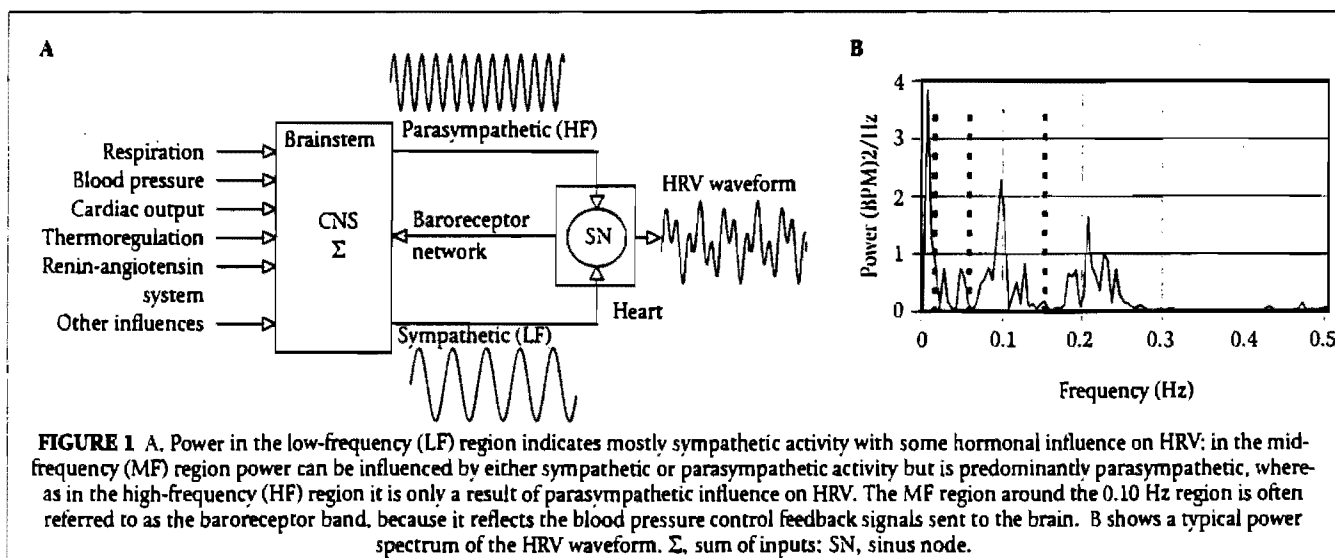 A
Parasympathetic (HF)
Brainstem
Respiration
Blood pressure
Cardiac output
Thermoregulation
Renin-angiotensin
system
Other influences
CNS
Σ
Baroreceptor
network
SN
HRV waveform
Heart
Sympathetic (LF)
B
Power (BPM)2/Hz
4
3
2
1
0
0 0.1 0.2 0.3 0.4 0.5
Frequency (Hz)
FIGURE 1 A. Power in the low-frequency (LF) region indicates mostly sympathetic activity with some hormonal influence on HRV; in the mid-
frequency (MF) region power can be influenced by either sympathetic or parasympathetic activity but is predominantly parasympathetic, where-
as in the high-frequency (HF) region it is only a result of parasympathetic influence on HRV. The MF region around the 0.10 Hz region is often
referred to as the baroreceptor band, because it reflects the blood pressure control feedback signals sent to the brain. B shows a typical power
spectrum of the HRV waveform. Σ, sum of inputs; SN, sinus node.